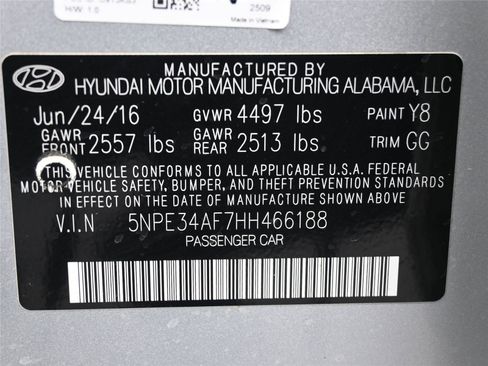 H/W: 1.0
2509
Made in Vietnam
MANUFACTURED BY
HYUNDAI MOTOR MANUFACTURING ALABAMA, LLC
Jun/24/16 GVWR 4497 lbs PAINT Y8
GAWR FRONT 2557 lbs GAWR REAR 2513 lbs TRIM GG
THIS VEHICLE CONFORMS TO ALL APPLICABLE U.S.A. FEDERAL
MOTOR VEHICLE SAFETY, BUMPER, AND THEFT PREVENTION
STANDARDS IN EFFECT ON THE DATE OF MANUFACTURE SHOWN ABOVE
V.I.N 5NPE34AF7HH466188
PASSENGER CAR